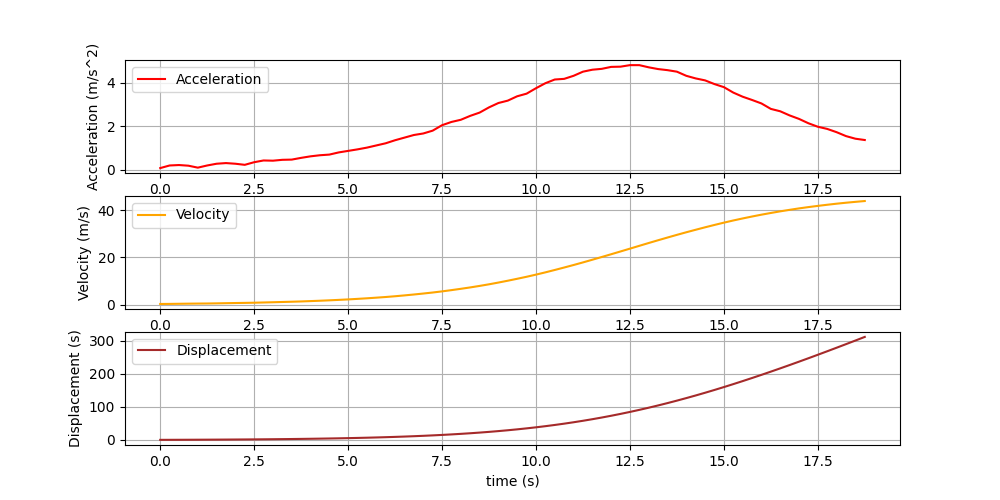 Acceleration (m/s^2)
Acceleration
4
2
0
0.0 2.5 5.0 7.5 10.0 12.5 15.0 17.5
Velocity (m/s)
Velocity
40
20
0
0.0 2.5 5.0 7.5 10.0 12.5 15.0 17.5
Displacement (s)
Displacement
300
200
100
0
0.0 2.5 5.0 7.5 10.0 12.5 15.0 17.5
time (s)